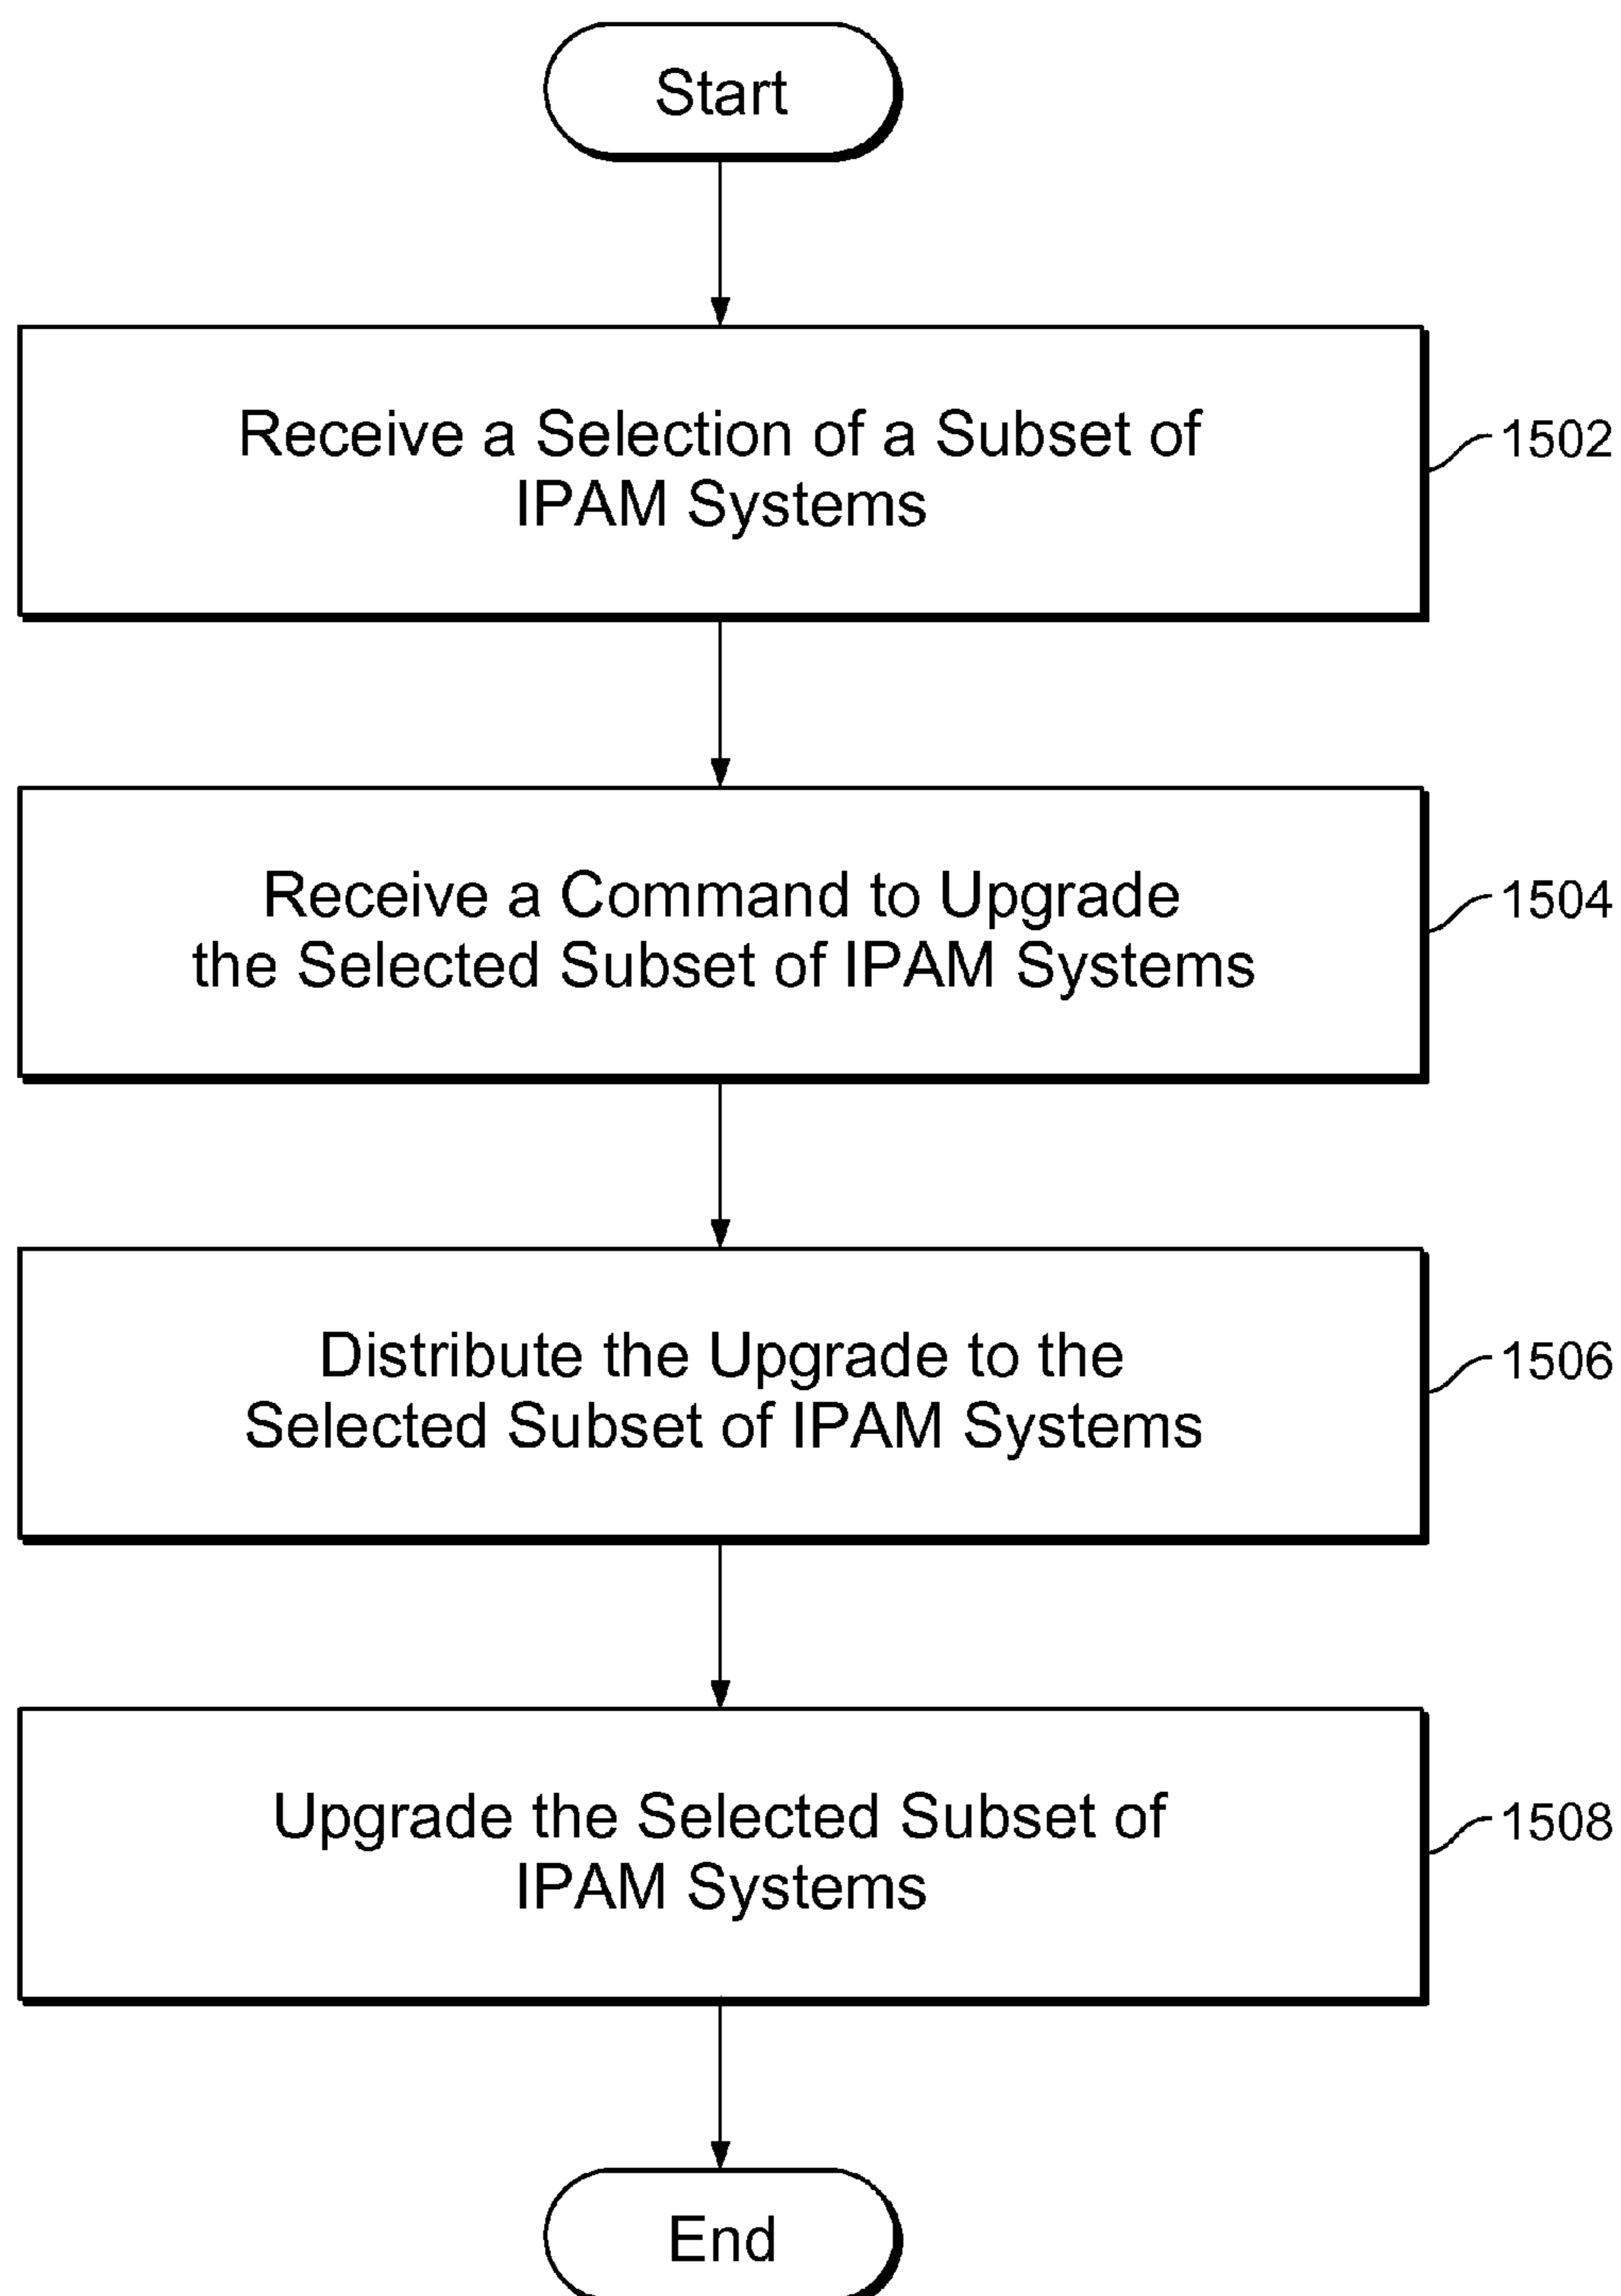 Start
Receive a Selection of a Subset of
IPAM Systems
1502
Receive a Command to Upgrade
the Selected Subset of IPAM Systems
1504
Distribute the Upgrade to the
Selected Subset of IPAM Systems
1506
Upgrade the Selected Subset of
IPAM Systems
1508
End